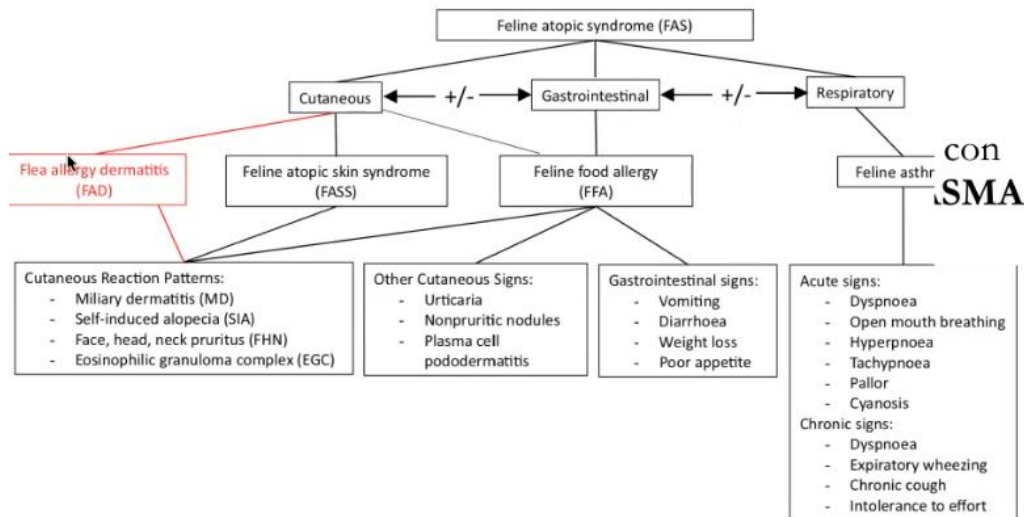 Feline atopic syndrome (FAS)
Cutaneous
+/-
Gastrointestinal
+/-
Respiratory
Flea allergy dermatitis
(FAD)
Feline atopic skin syndrome
(FASS)
Feline food allergy
(FFA)
Feline asthr
con
SMA
Cutaneous Reaction Patterns:
- Miliary dermatitis (MD)
- Self-induced alopecia (SIA)
- Face, head, neck pruritus (FHN)
- Eosinophilic granuloma complex (EGC)
Other Cutaneous Signs:
- Urticaria
- Nonpruritic nodules
- Plasma cell
pododermatitis
Gastrointestinal signs:
- Vomiting
- Diarrhoea
- Weight loss
- Poor appetite
Acute signs:
- Dyspnoea
- Open mouth breathing
- Hyperpnoea
- Tachypnoea
- Pallor
- Cyanosis
Chronic signs:
- Dyspnoea
- Expiratory wheezing
- Chronic cough
- Intolerance to effort